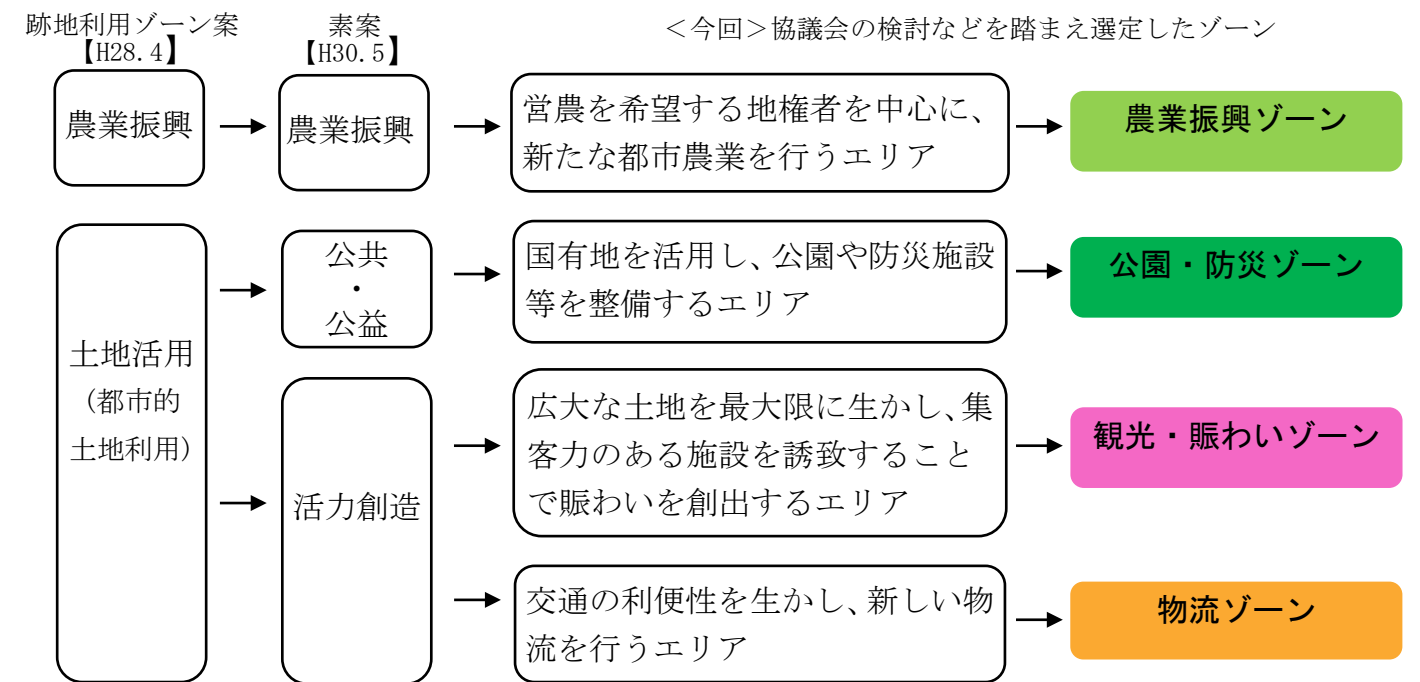 跡地利用ゾーン案
【H28.4】
素案
【H30.5】
＜今回＞協議会の検討などを踏まえ選定したゾーン
農業振興
農業振興
営農を希望する地権者を中心に、
新たな都市農業を行うエリア
農業振興ゾーン
土地活用
（都市的
土地利用）
公共
・
公益
国有地を活用し、公園や防災施設
等を整備するエリア
公園・防災ゾーン
活力創造
広大な土地を最大限に生かし、集
客力のある施設を誘致すること
で賑わいを創出するエリア
観光・賑わいゾーン
交通の利便性を生かし、新しい物
流を行うエリア
物流ゾーン